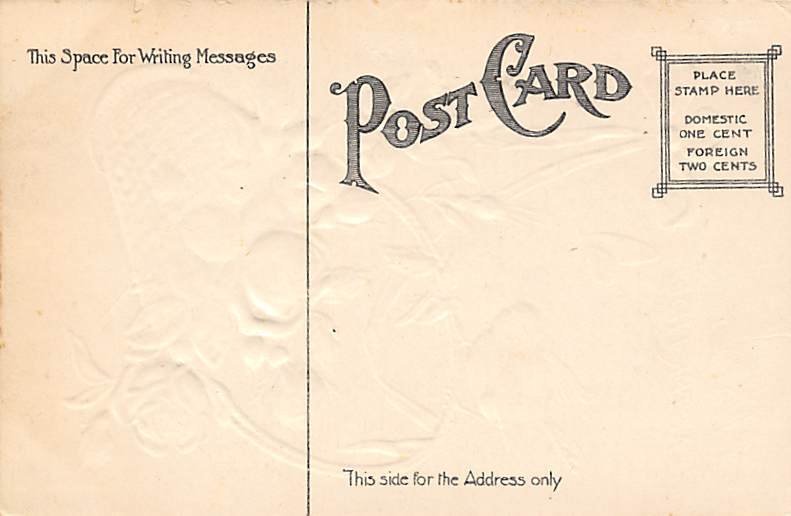 This Space For Writing Messages
POST CARD
PLACE
STAMP HERE
DOMESTIC
ONE CENT
FOREIGN
TWO CENTS
This side for the Address only